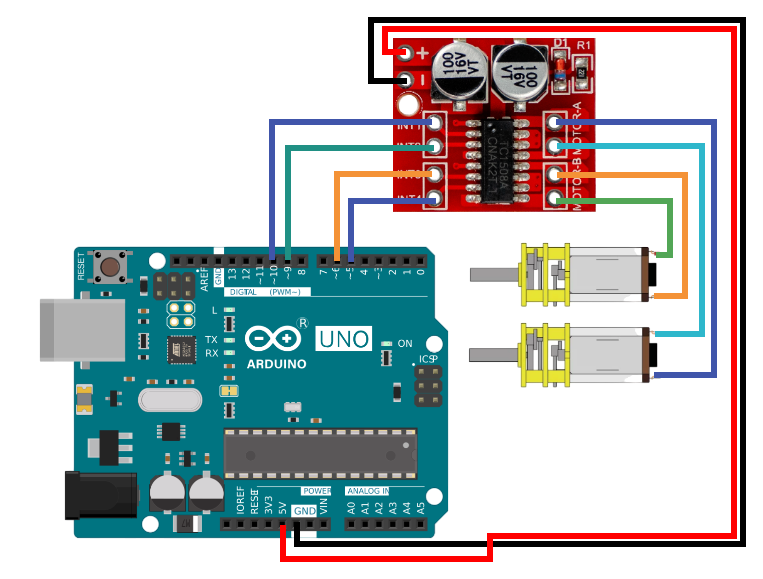 +
-
100
16V
VT
100
16V
VT
D1
R1
INT1
INT2
INT3
INT4
TC1508A
CNAK2T
MOTOR-A
MOTOR-B
RESET
AREF
GND
13
12
~11
~10
~9
8
7
~6
~5
4
~3
2
1
0
DIGITAL (PWM~)
L
TX
RX
®
UNO
ARDUINO
ON
ICSP
IOREF
RESET
3V3
5V
GND
VIN
POWER
ANALOG IN
A0
A1
A2
A3
A4
A5